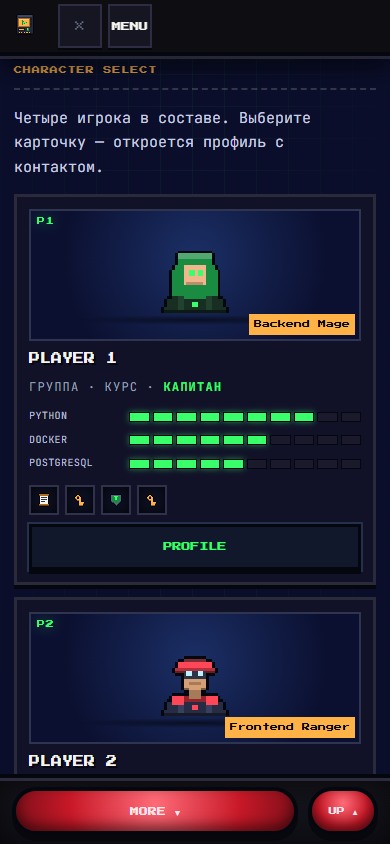 MENU
CHARACTER SELECT
Четыре игрока в составе. Выберите
карточку — откроется профиль с
контактом.
P1
Backend Mage
PLAYER 1
ГРУППА · КУРС · КАПИТАН
PYTHON
DOCKER
POSTGRESQL
PROFILE
P2
Frontend Ranger
PLAYER 2
MORE ▼
UP ▲